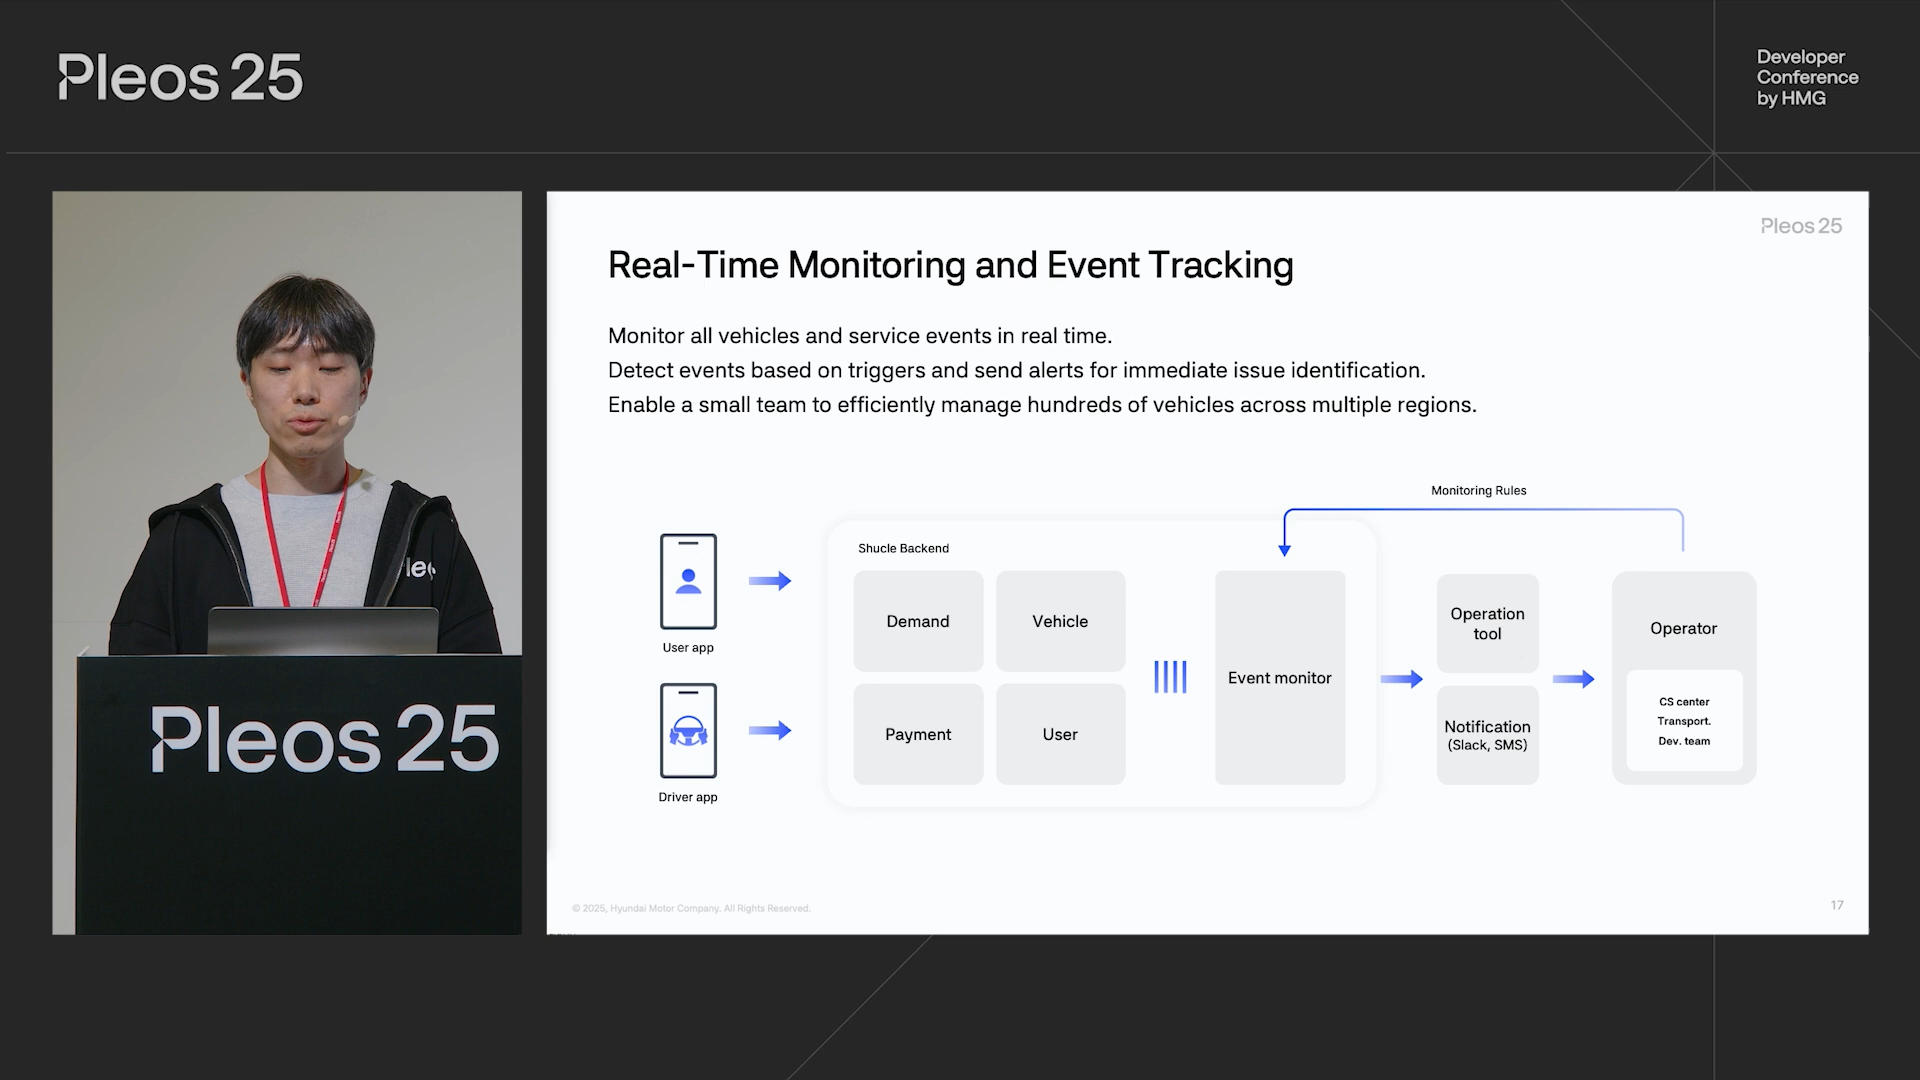 Pleos 25
Developer
Conference
by HMG
Pleos 25
Real-Time Monitoring and Event Tracking
Monitor all vehicles and service events in real time.
Detect events based on triggers and send alerts for immediate issue identification.
Enable a small team to efficiently manage hundreds of vehicles across multiple regions.
Monitoring Rules
Shucle Backend
User app
Driver app
Demand
Vehicle
Payment
User
Event monitor
Operation
tool
Notification
(Slack, SMS)
Operator
CS center
Transport.
Dev. team
© 2025, Hyundai Motor Company. All Rights Reserved.
17
Pleos 25